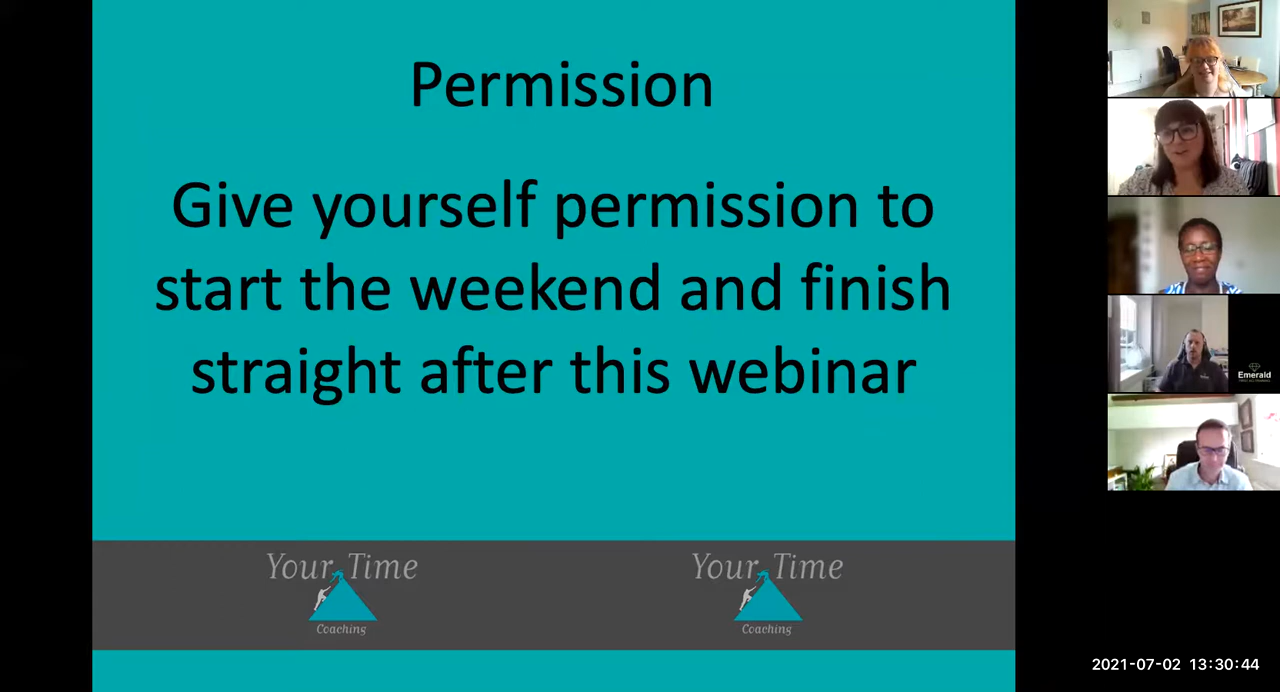 Permission
Give yourself permission to
start the weekend and finish
straight after this webinar
Your Time
Coaching
Your Time
Coaching
Emerald
2021-07-02 13:30:44